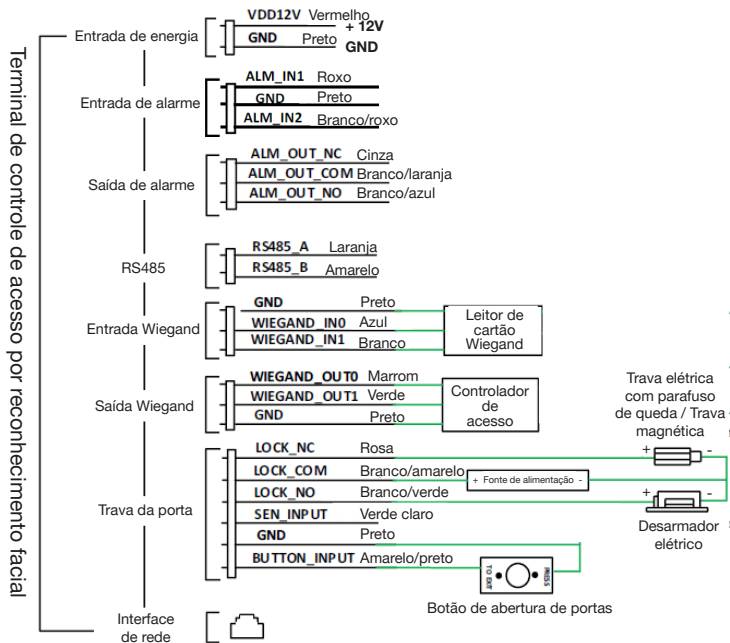 Terminal de controle de acesso por reconhecimento facial
Entrada de energia
VDD12V Vermelho
+ 12V
GND Preto
GND
Entrada de alarme
ALM_IN1 Roxo
GND Preto
ALM_IN2 Branco/roxo
Saída de alarme
ALM_OUT_NC Cinza
ALM_OUT_COM Branco/laranja
ALM_OUT_NO Branco/azul
RS485
RS485_A Laranja
RS485_B Amarelo
Entrada Wiegand
GND Preto
WIEGAND_IN0 Azul
WIEGAND_IN1 Branco
Leitor de
cartão
Wiegand
Saída Wiegand
WIEGAND_OUT0 Marrom
WIEGAND_OUT1 Verde
GND Preto
Controlador
de
acesso
Trava elétrica
com parafuso
de queda / Trava
magnética
Trava da porta
LOCK_NC Rosa
+ -
LOCK_COM Branco/amarelo
+ Fonte de alimentação -
LOCK_NO Branco/verde
+ -
Desarmador
elétrico
SEN_INPUT Verde claro
GND Preto
BUTTON_INPUT Amarelo/preto
TO EXIT
PRESS
Botão de abertura de portas
Interface
de rede